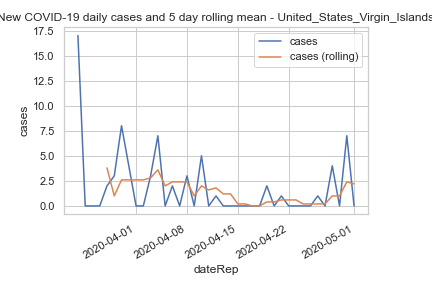 New COVID-19 daily cases and 5 day rolling mean - United_States_Virgin_Islands
17.5
15.0
12.5
10.0
7.5
5.0
2.5
0.0
cases
cases
cases (rolling)
2020-04-01
2020-04-08
2020-04-15
2020-04-22
2020-05-01
dateRep